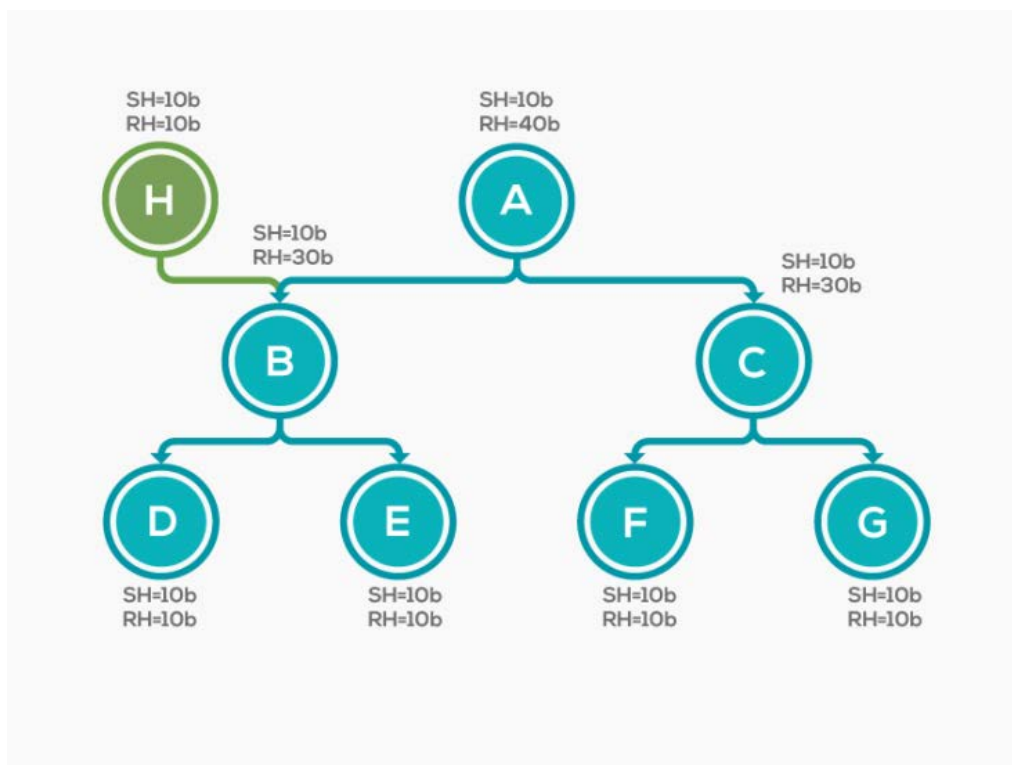 SH=10b
RH=10b
SH=10b
RH=40b
H
A
SH=10b
RH=30b
SH=10b
RH=30b
B
C
D
E
F
G
SH=10b
RH=10b
SH=10b
RH=10b
SH=10b
RH=10b
SH=10b
RH=10b